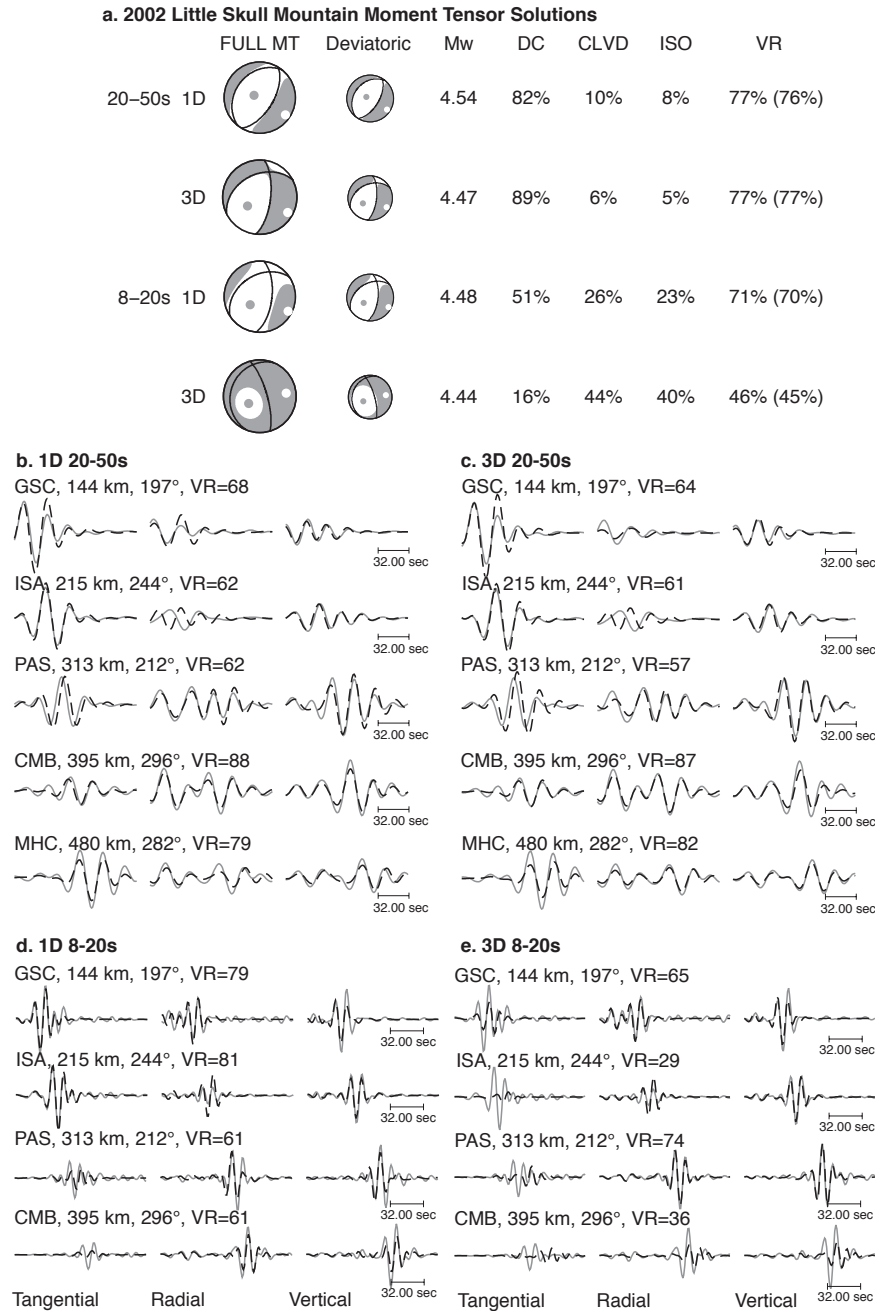 a. 2002 Little Skull Mountain Moment Tensor Solutions
FULL MT Deviatoric Mw DC CLVD ISO VR
20–50s 1D 4.54 82% 10% 8% 77% (76%)
3D 4.47 89% 6% 5% 77% (77%)
8–20s 1D 4.48 51% 26% 23% 71% (70%)
3D 4.44 16% 44% 40% 46% (45%)
b. 1D 20-50s
GSC, 144 km, 197°, VR=68
32.00 sec
ISA, 215 km, 244°, VR=62
32.00 sec
PAS, 313 km, 212°, VR=62
32.00 sec
CMB, 395 km, 296°, VR=88
32.00 sec
MHC, 480 km, 282°, VR=79
32.00 sec
c. 3D 20-50s
GSC, 144 km, 197°, VR=64
32.00 sec
ISA, 215 km, 244°, VR=61
32.00 sec
PAS, 313 km, 212°, VR=57
32.00 sec
CMB, 395 km, 296°, VR=87
32.00 sec
MHC, 480 km, 282°, VR=82
32.00 sec
d. 1D 8-20s
GSC, 144 km, 197°, VR=79
32.00 sec
ISA, 215 km, 244°, VR=81
32.00 sec
PAS, 313 km, 212°, VR=61
32.00 sec
CMB, 395 km, 296°, VR=61
32.00 sec
Tangential Radial Vertical
e. 3D 8-20s
GSC, 144 km, 197°, VR=65
32.00 sec
ISA, 215 km, 244°, VR=29
32.00 sec
PAS, 313 km, 212°, VR=74
32.00 sec
CMB, 395 km, 296°, VR=36
32.00 sec
Tangential Radial Vertical